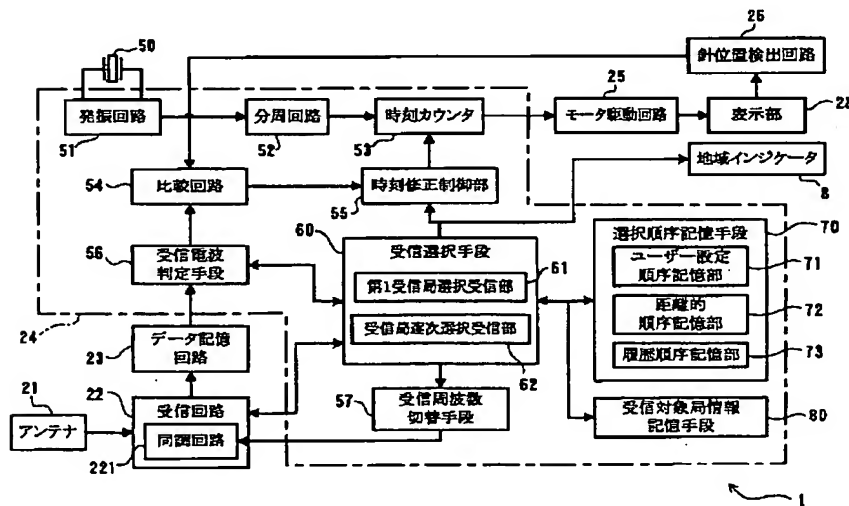 50
26
針位置検出回路
発振回路
51
分周回路
52
時刻カウンタ
53
25
モータ駆動回路
表示部
28
地域インジケータ
8
54
比較回路
時刻修正制御部
55
56
受信電波
判定手段
60
受信選択手段
第1受信局選択受信部
61
受信局逐次選択受信部
62
選択順序記憶手段
70
ユーザー設定
順序記憶部
71
距離的
順序記憶部
72
履歴順序記憶部
73
24
23
データ記憶
回路
21
アンテナ
22
受信回路
同調回路
221
57
受信周波数
切替手段
受信対象局情報
記憶手段
80
1